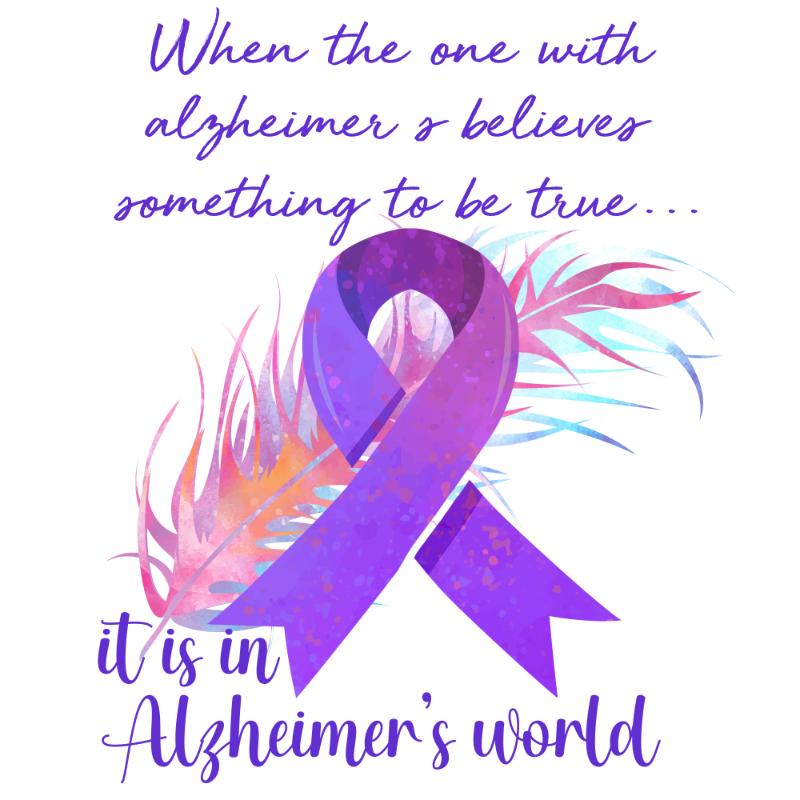 When the one with
alzheimer s believes
something to be true...
it is in
Alzheimer's world